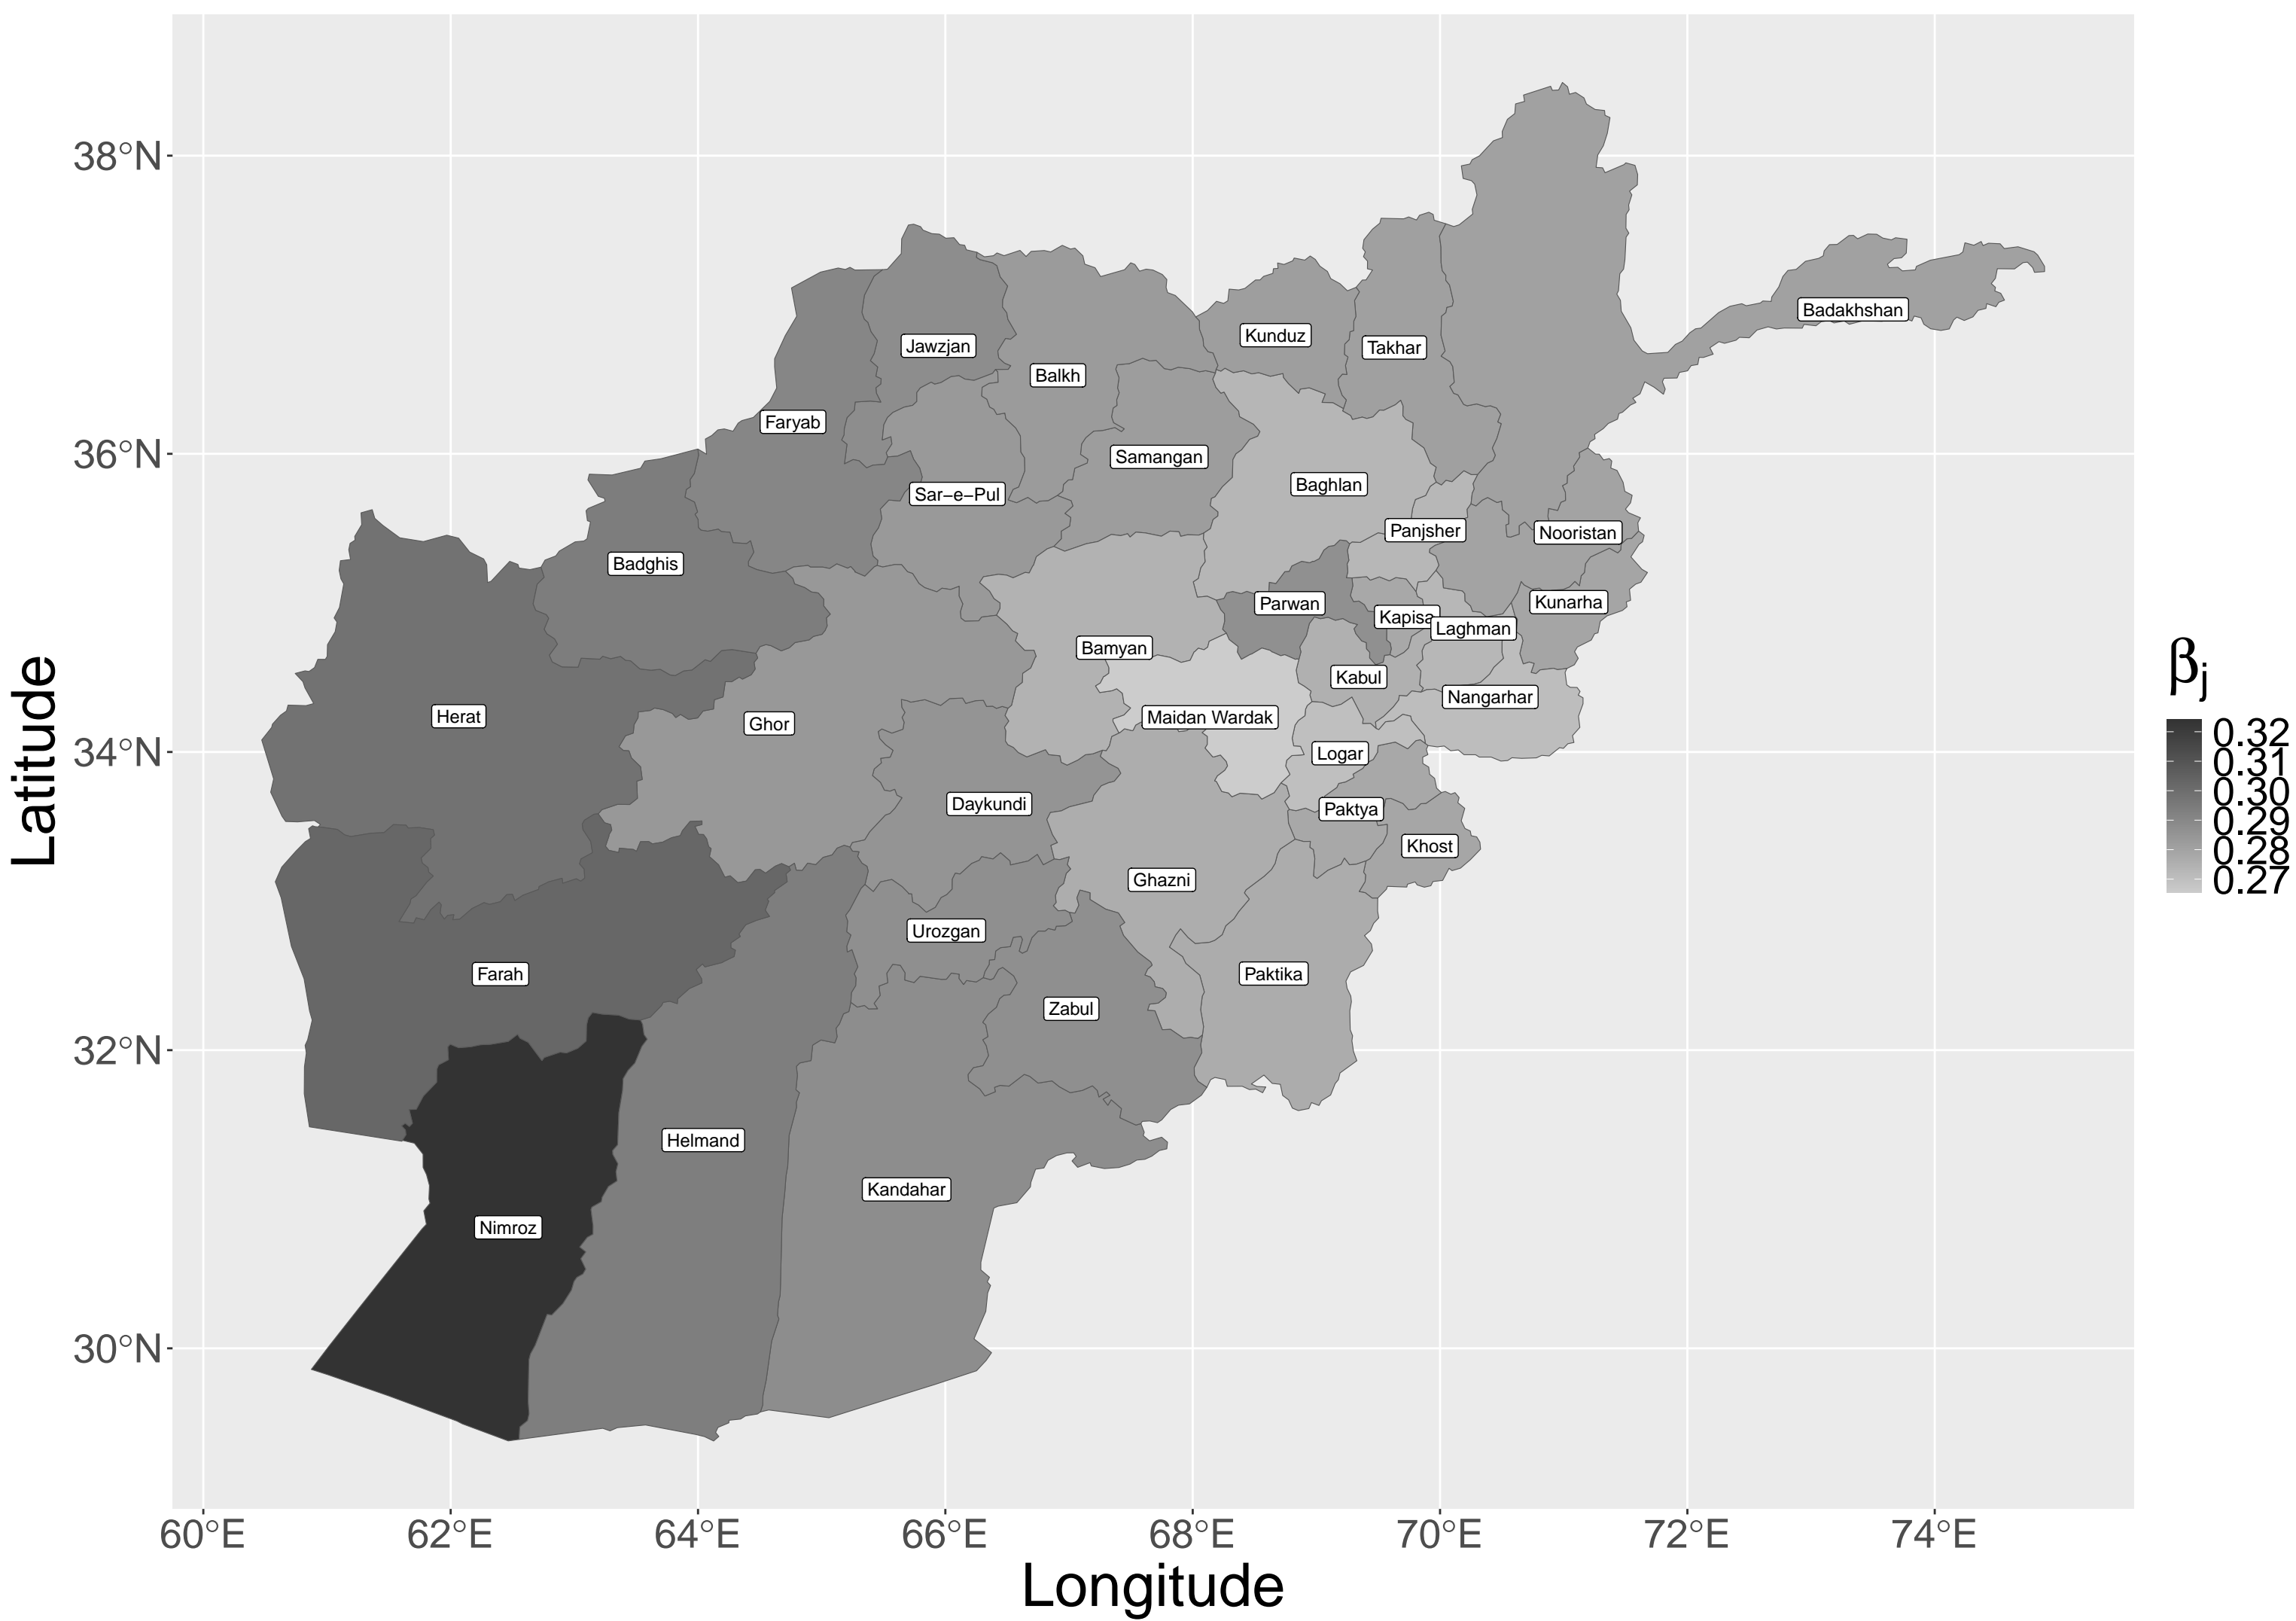 38°N
36°N
34°N
32°N
30°N
Latitude
Badakhshan
Kunduz
Jawzjan
Takhar
Balkh
Faryab
Samangan
Baghlan
Sar−e−Pul
Panjsher
Nooristan
Badghis
Parwan
Kunarha
Kapisa
Laghman
Bamyan
Kabul
Nangarhar
Herat
Maidan Wardak
Ghor
Logar
Daykundi
Paktya
Khost
Ghazni
Urozgan
Farah
Paktika
Zabul
Helmand
Kandahar
Nimroz
60°E
62°E
64°E
66°E
68°E
70°E
72°E
74°E
Longitude
βj
0.32
0.31
0.30
0.29
0.28
0.27